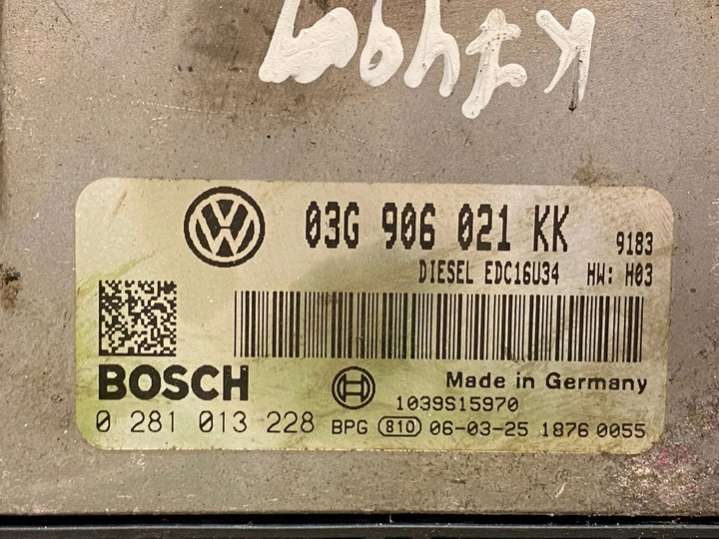 03G 906 021 KK 9183
DIESEL EDC16U34 HW: H03
BOSCH
Made in Germany
1039S15970
0 281 013 228 BPG 810 06-03-25 1876 0055